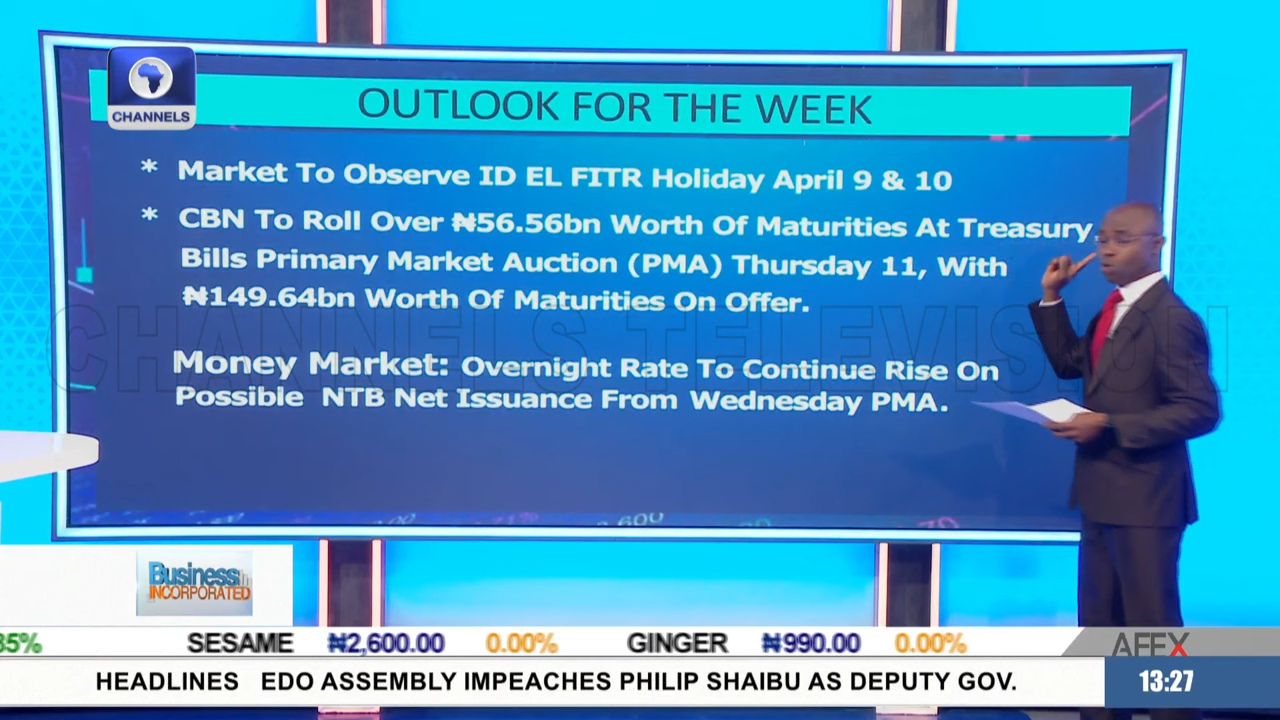 CHANNELS
OUTLOOK FOR THE WEEK
* Market To Observe ID EL FITR Holiday April 9 & 10
* CBN To Roll Over ₦56.56bn Worth Of Maturities At Treasury
Bills Primary Market Auction (PMA) Thursday 11, With
₦149.64bn Worth Of Maturities On Offer.
CHANNELS TELEVISION
Money Market: Overnight Rate To Continue Rise On
Possible NTB Net Issuance From Wednesday PMA.
Business
INCORPORATED
35% SESAME ₦2,600.00 0.00% GINGER ₦990.00 0.00% AFEX
HEADLINES EDO ASSEMBLY IMPEACHES PHILIP SHAIBU AS DEPUTY GOV. 13:27